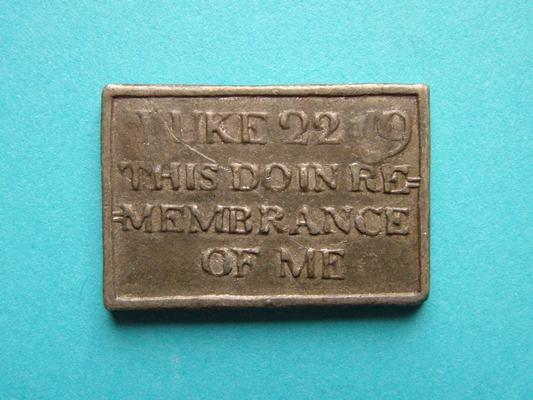 LUKE 22 19
THIS DO IN RE=
=MEMBRANCE
OF ME